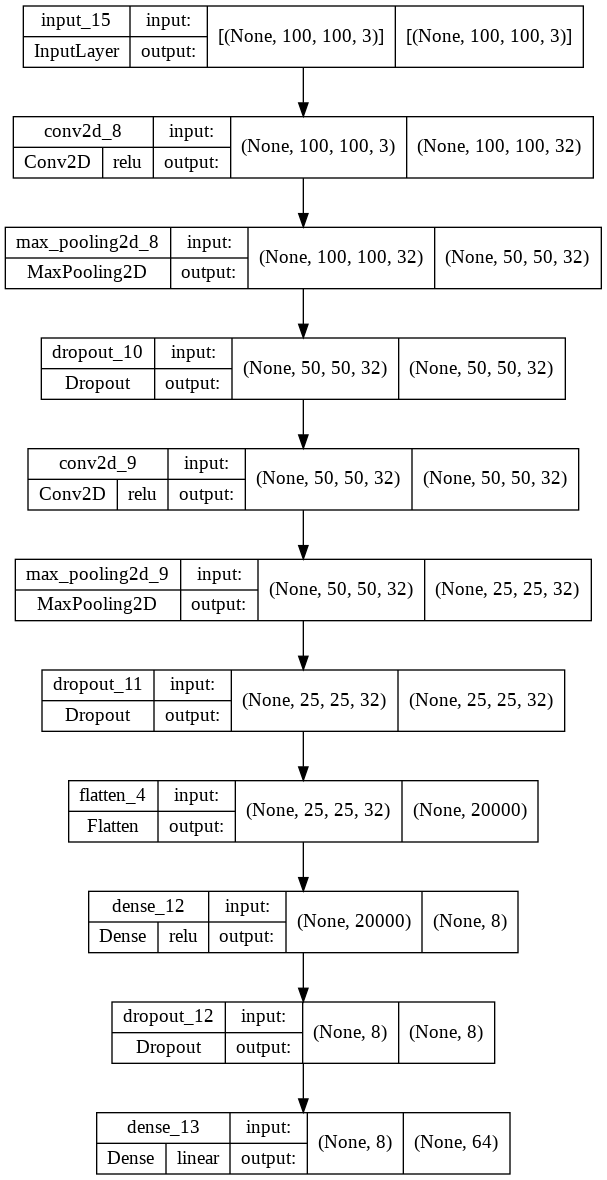 input_15 input: [(None, 100, 100, 3)] [(None, 100, 100, 3)]
InputLayer output:
conv2d_8 input: (None, 100, 100, 3) (None, 100, 100, 32)
Conv2D relu output:
max_pooling2d_8 input: (None, 100, 100, 32) (None, 50, 50, 32)
MaxPooling2D output:
dropout_10 input: (None, 50, 50, 32) (None, 50, 50, 32)
Dropout output:
conv2d_9 input: (None, 50, 50, 32) (None, 50, 50, 32)
Conv2D relu output:
max_pooling2d_9 input: (None, 50, 50, 32) (None, 25, 25, 32)
MaxPooling2D output:
dropout_11 input: (None, 25, 25, 32) (None, 25, 25, 32)
Dropout output:
flatten_4 input: (None, 25, 25, 32) (None, 20000)
Flatten output:
dense_12 input: (None, 20000) (None, 8)
Dense relu output:
dropout_12 input: (None, 8) (None, 8)
Dropout output:
dense_13 input: (None, 8) (None, 64)
Dense linear output: